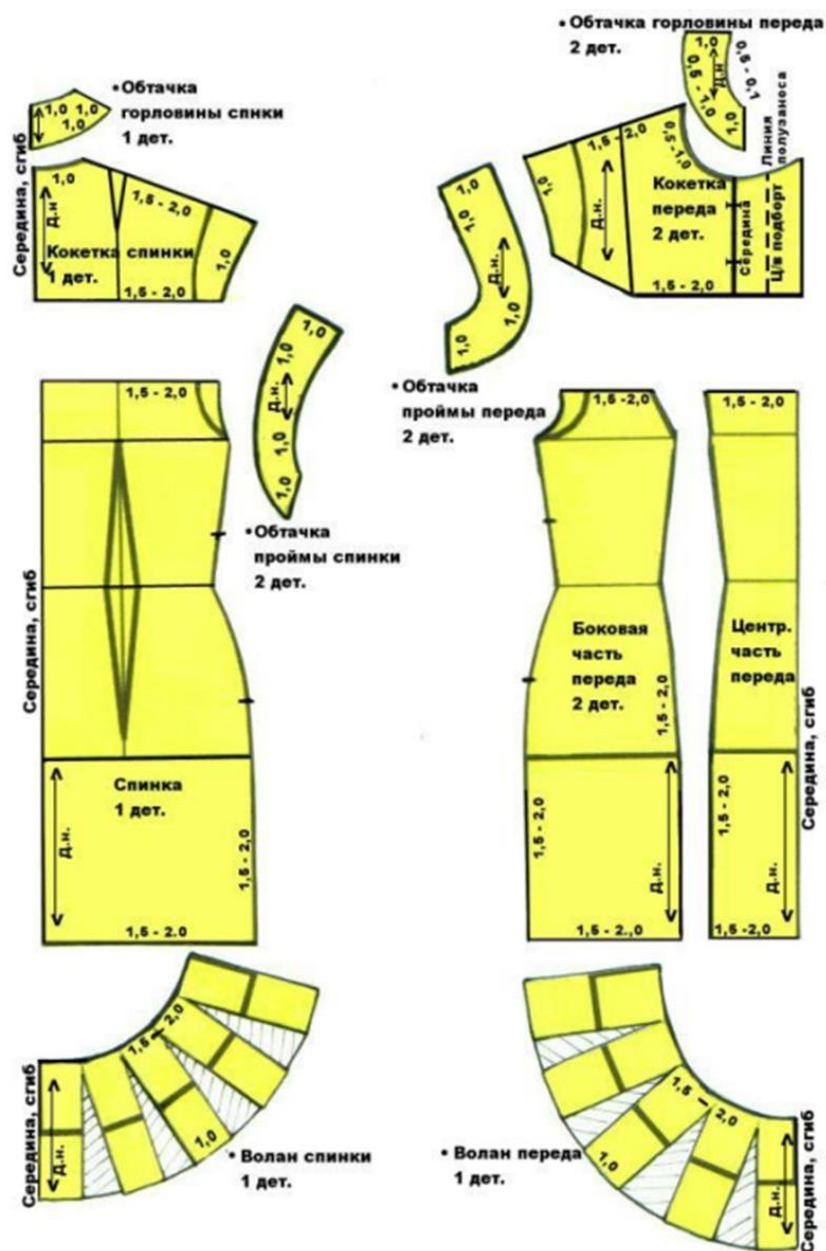 • Обтачка горловины переда
2 дет.
1,0
Д.н
0,5 - 1,0
1,0 - 0,5
1,0
• Обтачка
горловины спнки
1 дет.
1,0 1,0
1,0
Середина, сгиб
1,0
Д.н
1,5 - 2,0
Кокетка спинки
1 дет.
1,0
1,5 - 2,0
1,0
1,0
Д.н.
1,0
1,0
1,5 - 2,0
0,5 -1,0
1,0
Д.н.
Кокетка
переда
2 дет.
1,5 - 2,0
Середина
Линия
полузаноса
Ц/в подборт
• Обтачка
проймы переда
2 дет.
1,0
1,0
Д.н.
1,0
1,0
• Обтачка
проймы спинки
2 дет.
1,5 - 2,0
Середина, сгиб
Спинка
1 дет.
Д.н.
1,5 - 2,0
1,5 - 2.0
1,5 -2,0
Боковая
часть
переда
2 дет.
1,5 - 2,0
1,5 - 2,0
Д.н.
1,5 - 2.,0
1,5 - 2,0
Центр.
часть
переда
Середина, сгиб
1,5 - 2,0
Д.н.
1,5 -2,0
Середина, сгиб
Д.н.
1,5 - 2,0
1,0
• Волан спинки
1 дет.
1,5 - 2,0
1,0
• Волан переда
1 дет.
Д.н.
Середина, сгиб